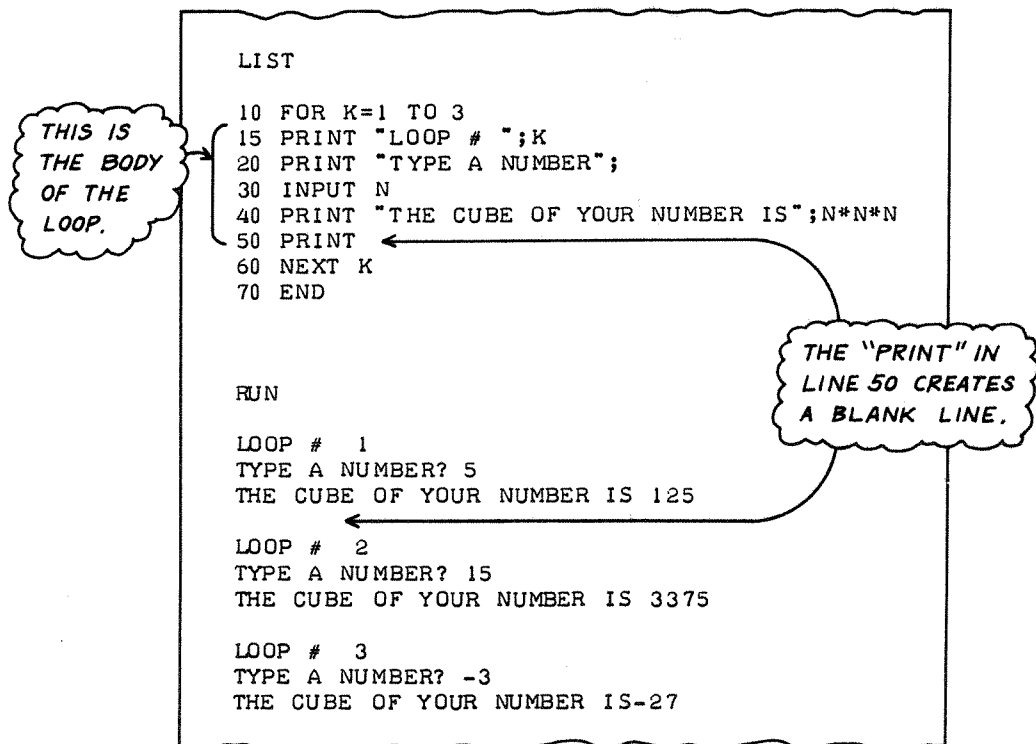 LIST
THIS IS
THE BODY
OF THE
LOOP.
10 FOR K=1 TO 3
15 PRINT "LOOP # ";K
20 PRINT "TYPE A NUMBER";
30 INPUT N
40 PRINT "THE CUBE OF YOUR NUMBER IS";N*N*N
50 PRINT
60 NEXT K
70 END
THE "PRINT" IN
LINE 50 CREATES
A BLANK LINE.
RUN
LOOP #  1
TYPE A NUMBER? 5
THE CUBE OF YOUR NUMBER IS 125
LOOP #  2
TYPE A NUMBER? 15
THE CUBE OF YOUR NUMBER IS 3375
LOOP #  3
TYPE A NUMBER? -3
THE CUBE OF YOUR NUMBER IS-27